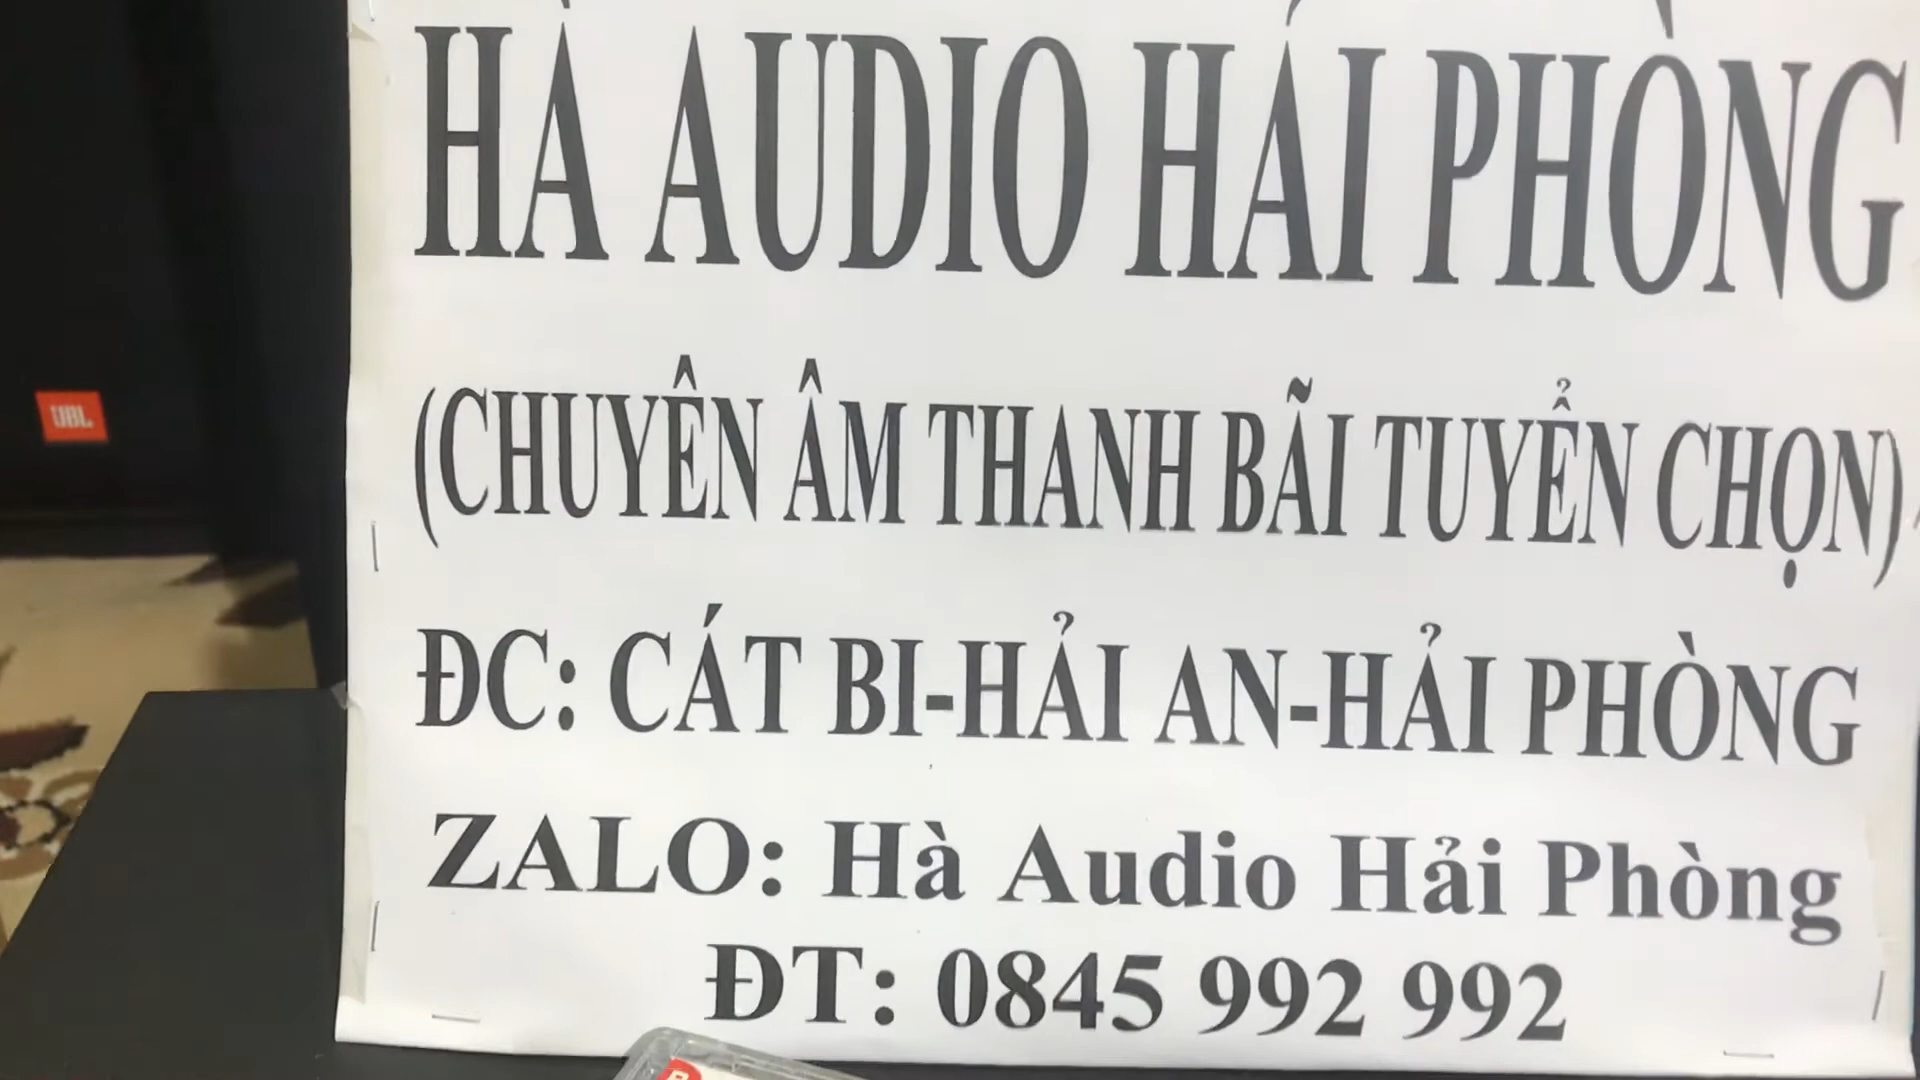 HÀ AUDIO HẢI PHÒNG
(CHUYÊN ÂM THANH BÃI TUYỂN CHỌN)
ĐC: CÁT BI-HẢI AN-HẢI PHÒNG
ZALO: Hà Audio Hải Phòng
ĐT: 0845 992 992
JBL